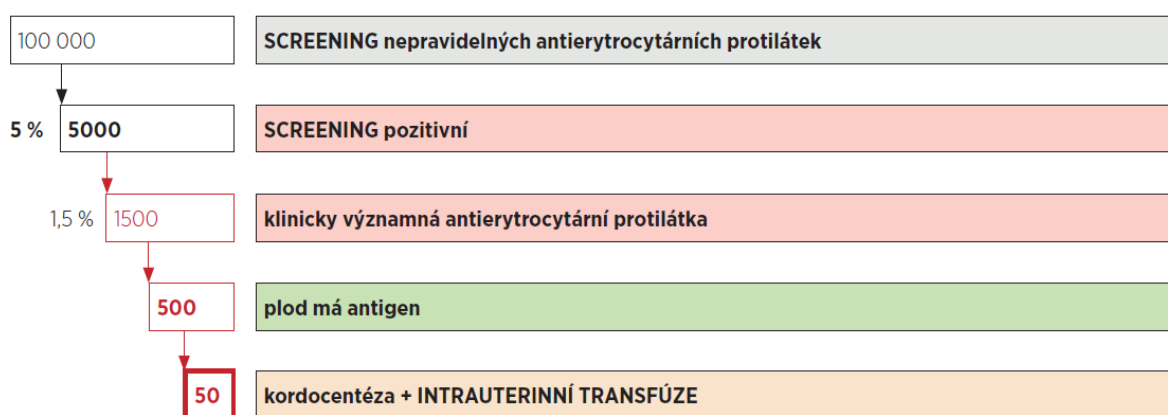 100 000 SCREENING nepravidelných antierytrocytárních protilátek
5 % 5000 SCREENING pozitivní
1,5 % 1500 klinicky významná antierytrocytární protilátka
500 plod má antigen
50 kordocentéza + INTRAUTERINNÍ TRANSFÚZE